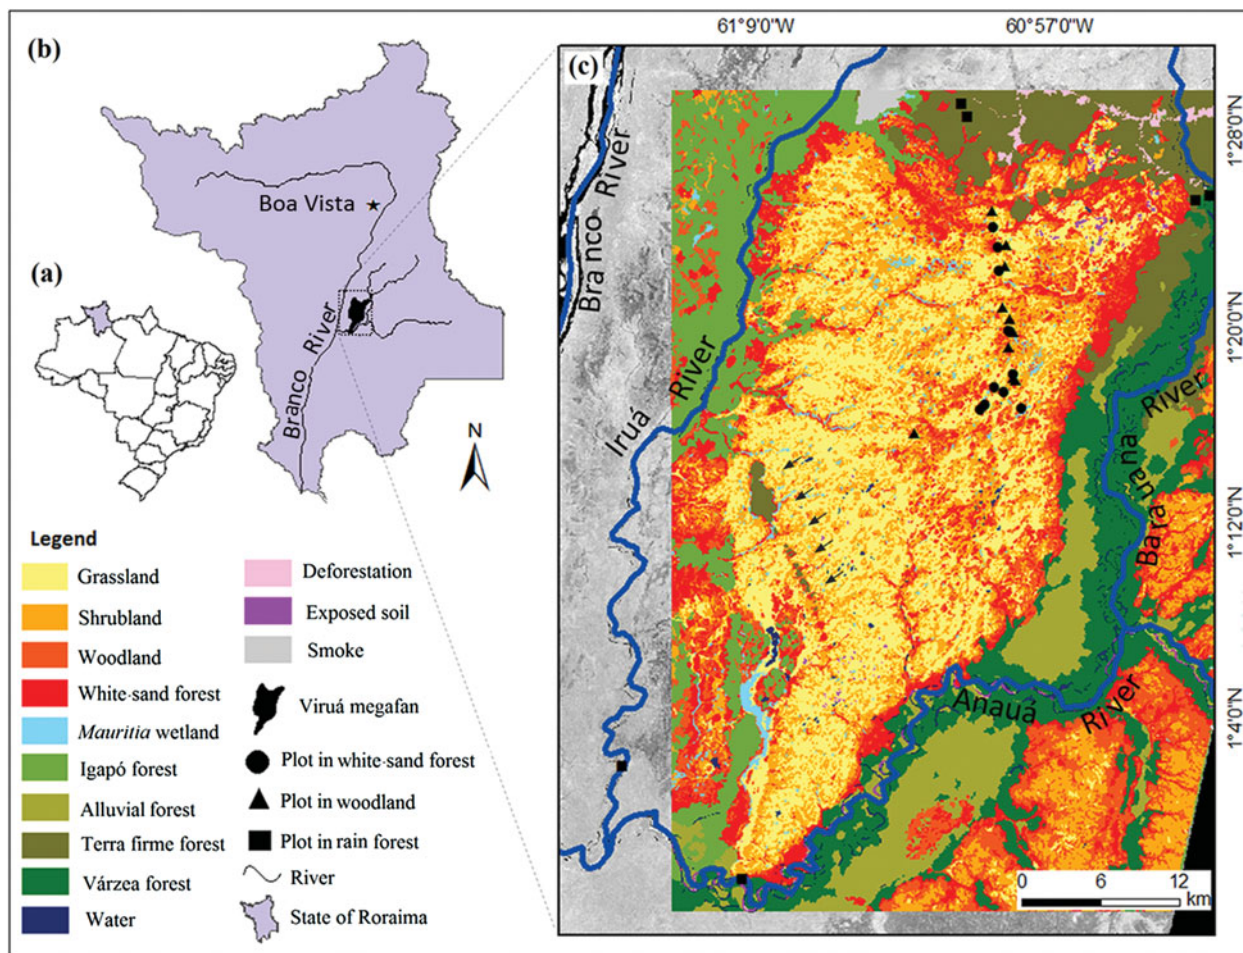 61°9'0"W
60°57'0"W
(b)
(c)
1°28'0"N
Branco River
Boa Vista
(a)
Branco River
Iruá River
1°20'0"N
N
Barauana River
1°12'0"N
Legend
Grassland
Shrubland
Woodland
White-sand forest
Mauritia wetland
Igapó forest
Alluvial forest
Terra firme forest
Várzea forest
Water
Deforestation
Exposed soil
Smoke
Viruá megafan
Plot in white-sand forest
Plot in woodland
Plot in rain forest
River
State of Roraima
Anauá River
1°4'0"N
0 6 12
km